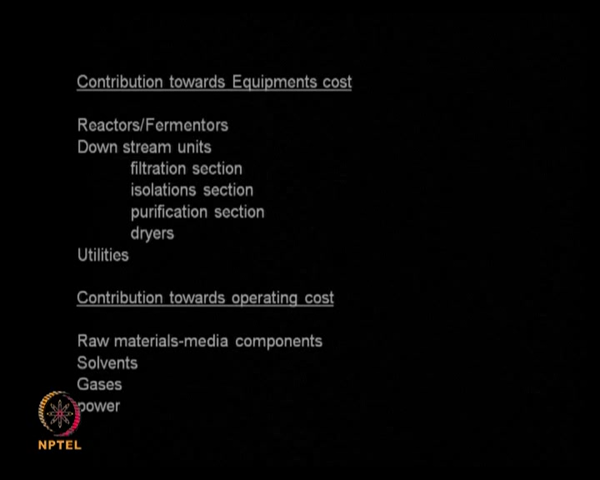 Contribution towards Equipments cost
Reactors/Fermentors
Down stream units
filtration section
isolations section
purification section
dryers
Utilities
Contribution towards operating cost
Raw materials-media components
Solvents
Gases
power
NPTEL